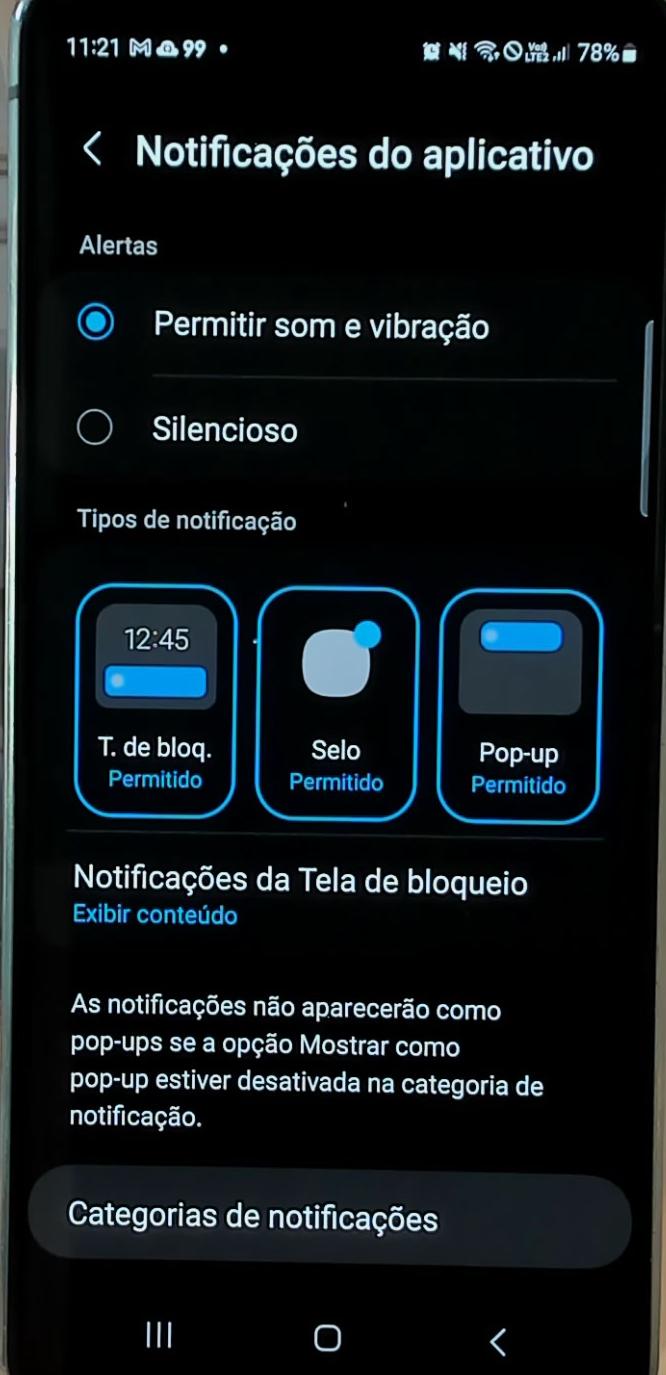 11:21 99
VoD LTE2 78%
Notificações do aplicativo
Alertas
Permitir som e vibração
Silencioso
Tipos de notificação
12:45
T. de bloq.
Permitido
Selo
Permitido
Pop-up
Permitido
Notificações da Tela de bloqueio
Exibir conteúdo
As notificações não aparecerão como
pop-ups se a opção Mostrar como
pop-up estiver desativada na categoria de
notificação.
Categorias de notificações